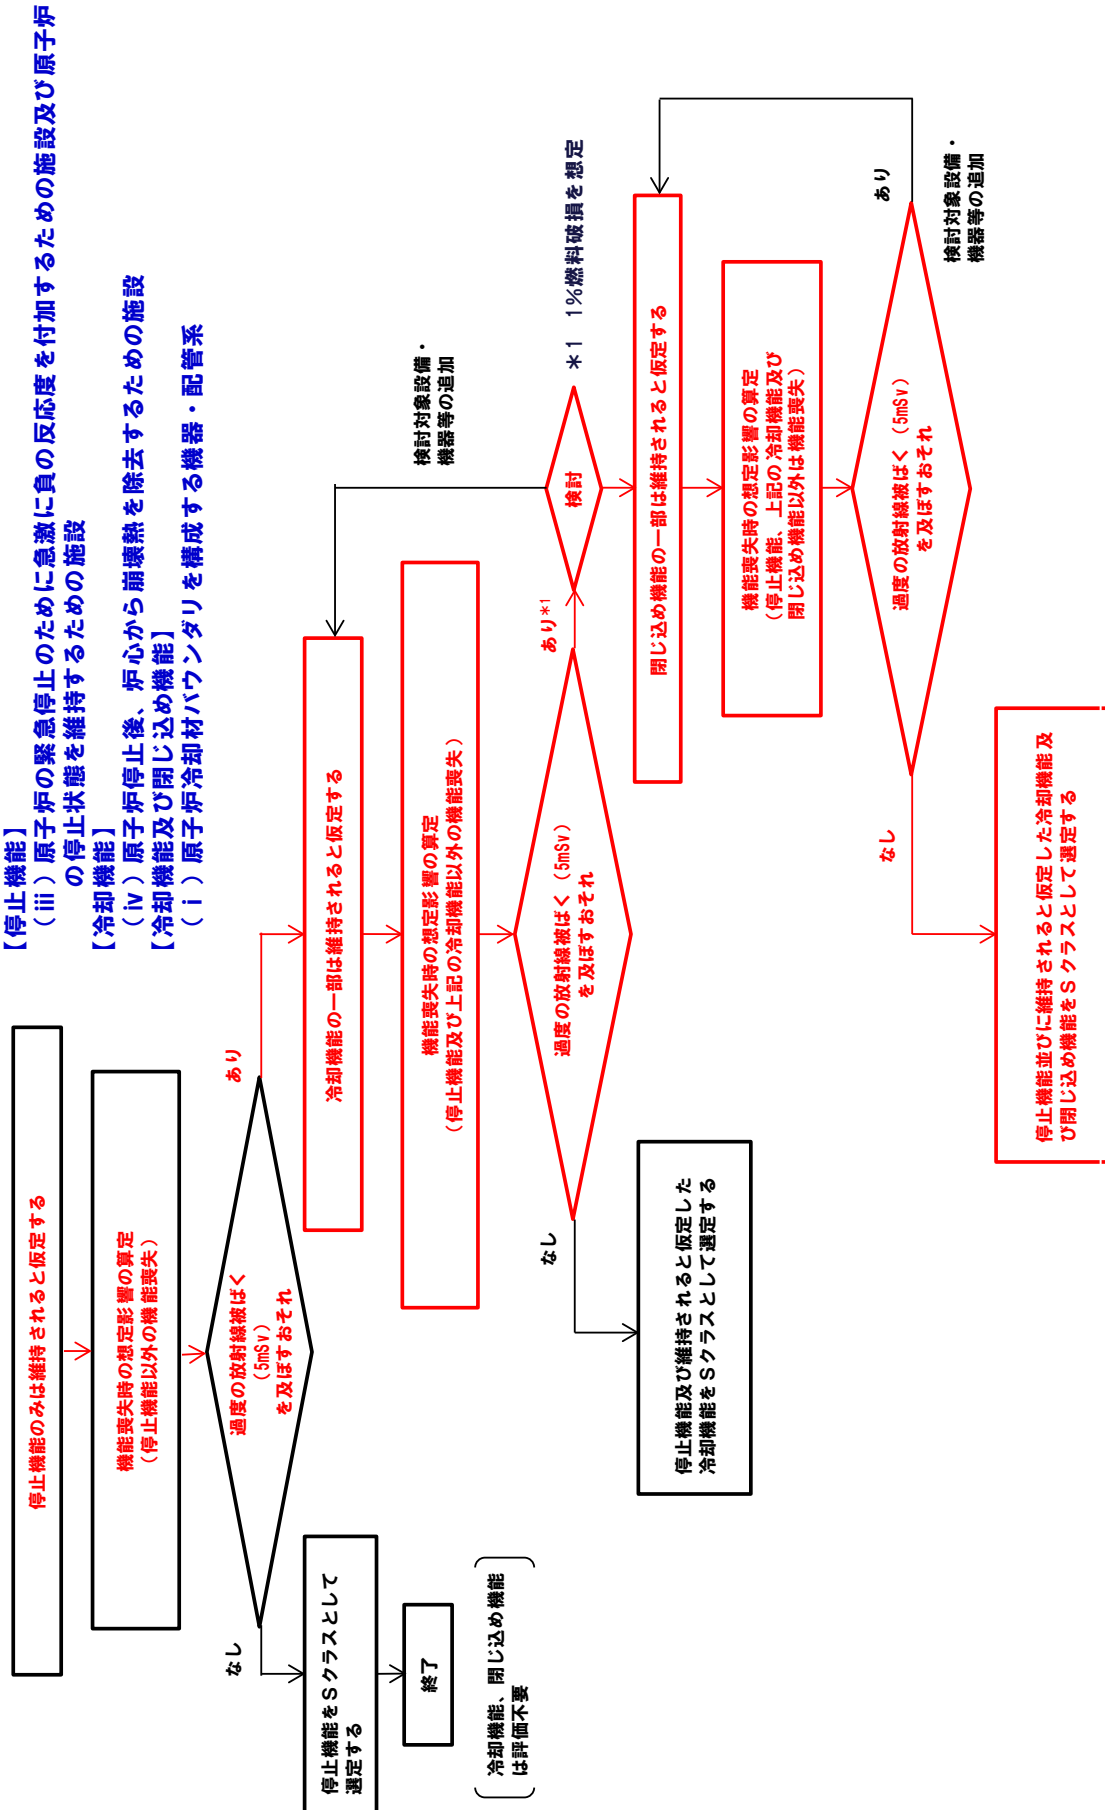 【停止機能】
（ⅲ）原子炉の緊急停止のために急激に負の反応度を付加するための施設及び原子炉
の停止状態を維持するための施設
【冷却機能】
（ⅳ）原子炉停止後、炉心から崩壊熱を除去するための施設
【冷却機能及び閉じ込め機能】
（ⅰ）原子炉冷却材バウンダリを構成する機器・配管系
停止機能のみは維持されると仮定する
機能喪失時の想定影響の算定
（停止機能以外の機能喪失）
過度の放射線被ばく
（5mSv）
を及ぼすおそれ
なし
あり
停止機能をＳクラスとして
選定する
終了
冷却機能、閉じ込め機能
は評価不要
冷却機能の一部は維持されると仮定する
機能喪失時の想定影響の算定
（停止機能及び上記の冷却機能以外の機能喪失）
過度の放射線被ばく（5mSv）
を及ぼすおそれ
なし
あり*1
停止機能及び維持されると仮定した
冷却機能をＳクラスとして選定する
検討
検討対象設備・
機器等の追加
＊1　1％燃料破損を想定
閉じ込め機能の一部は維持されると仮定する
機能喪失時の想定影響の算定
（停止機能、上記の冷却機能及び
閉じ込め機能以外は機能喪失）
過度の放射線被ばく（5mSv）
を及ぼすおそれ
なし
あり
検討対象設備・
機器等の追加
停止機能並びに維持されると仮定した冷却機能及
び閉じ込め機能をＳクラスとして選定する